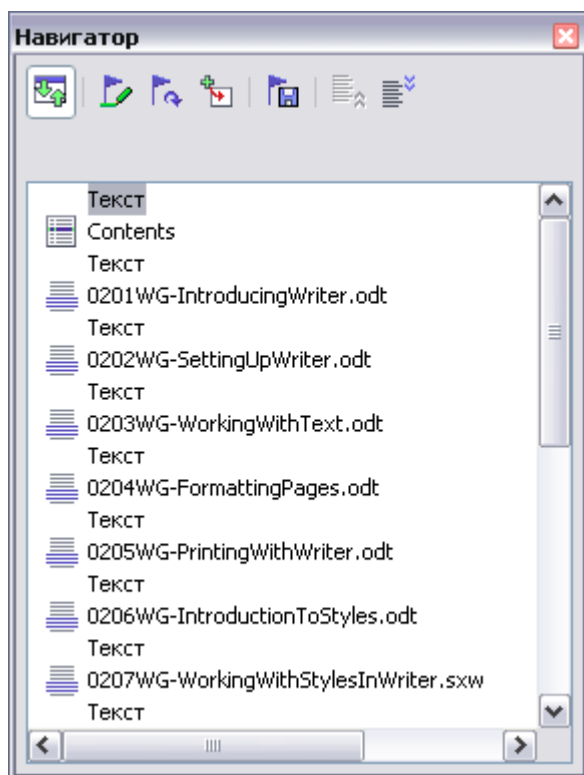 Навигатор
Текст
Contents
Текст
0201WG-IntroducingWriter.odt
Текст
0202WG-SettingUpWriter.odt
Текст
0203WG-WorkingWithText.odt
Текст
0204WG-FormattingPages.odt
Текст
0205WG-PrintingWithWriter.odt
Текст
0206WG-IntroductionToStyles.odt
Текст
0207WG-WorkingWithStylesInWriter.sxw
Текст